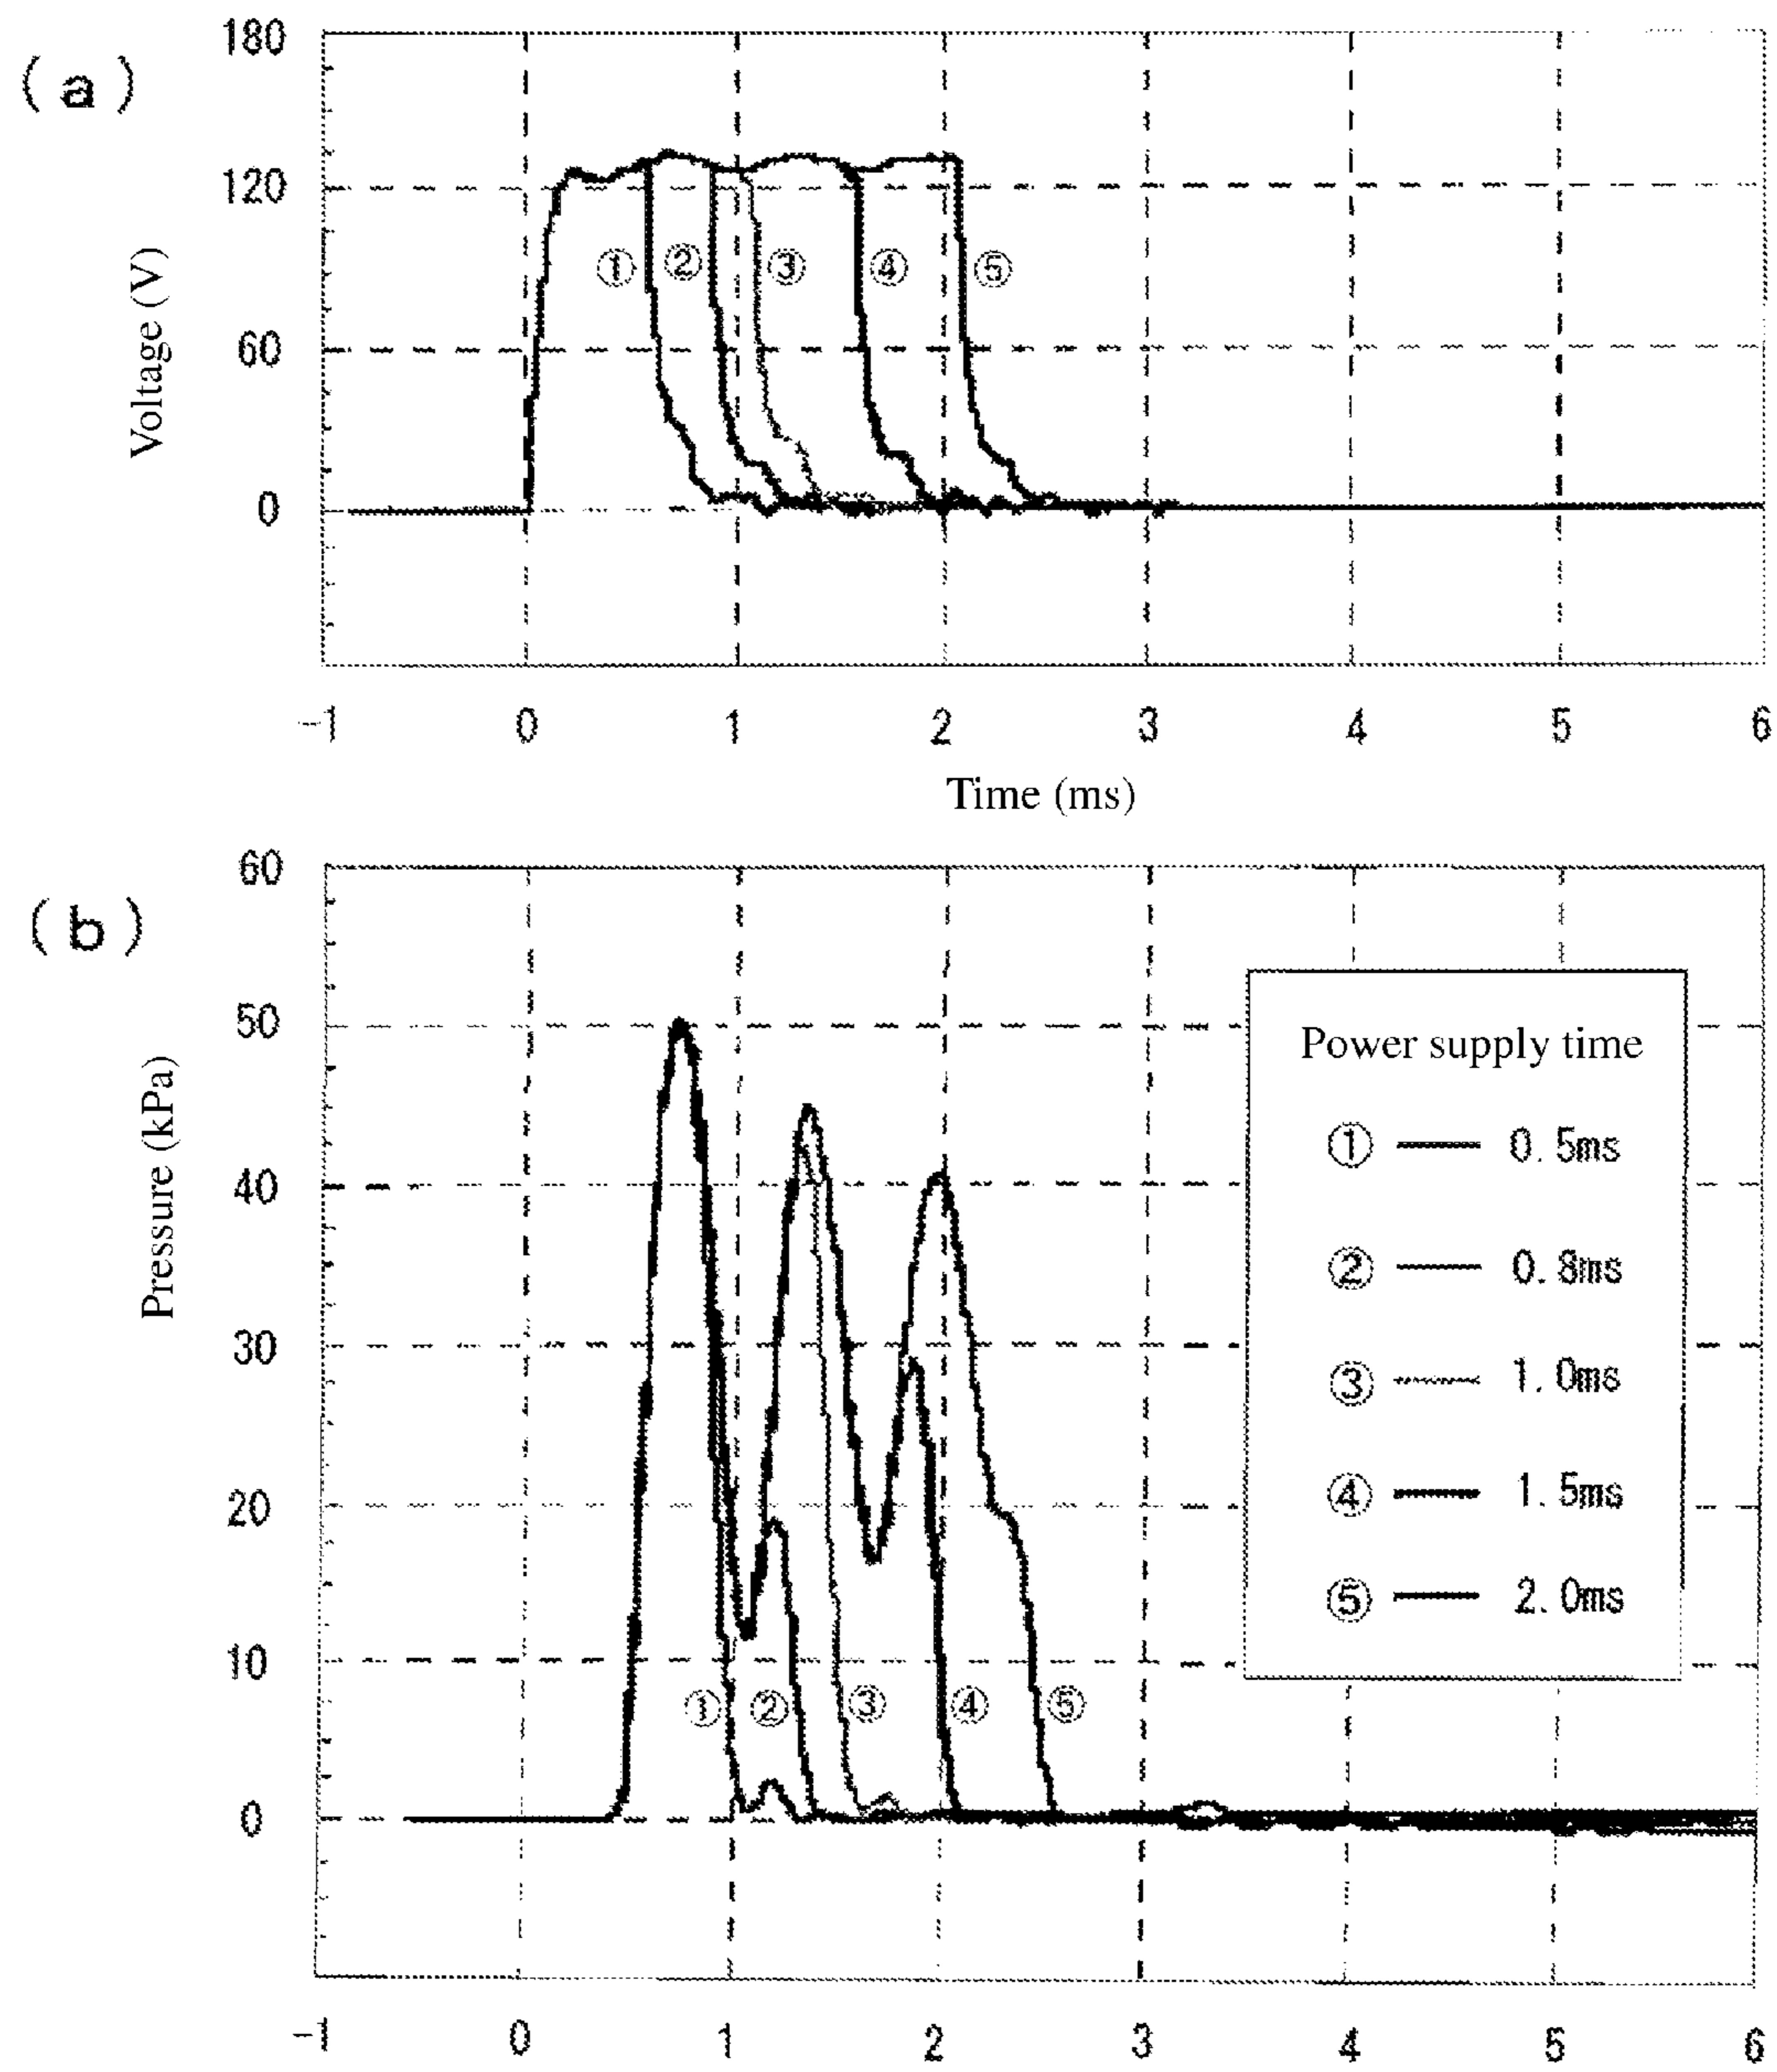 (a)
180
120
60
0
Voltage (V)
① ② ③ ④ ⑤
-1 0 1 2 3 4 5 6
Time (ms)
(b)
60
50
40
30
20
10
0
Pressure (kPa)
Power supply time
① 0.5ms
② 0.8ms
③ 1.0ms
④ 1.5ms
⑤ 2.0ms
① ② ③ ④ ⑤
-1 0 1 2 3 4 5 6